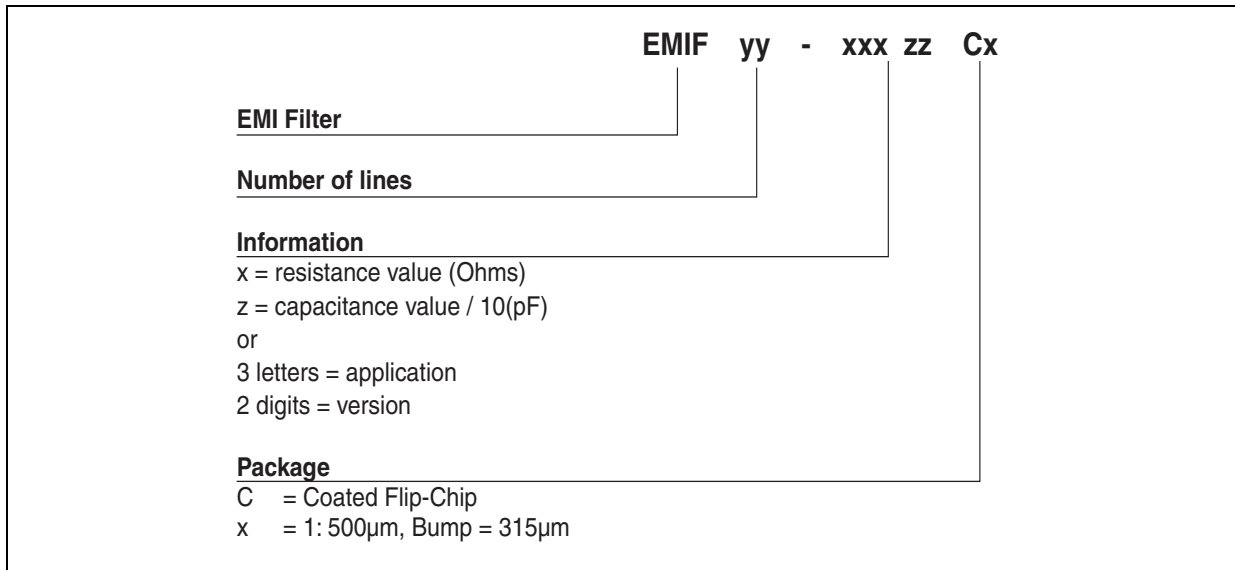 EMIF yy - xxx zz Cx
EMI Filter
Number of lines
Information
x = resistance value (Ohms)
z = capacitance value / 10(pF)
or
3 letters = application
2 digits = version
Package
C = Coated Flip-Chip
x = 1: 500µm, Bump = 315µm